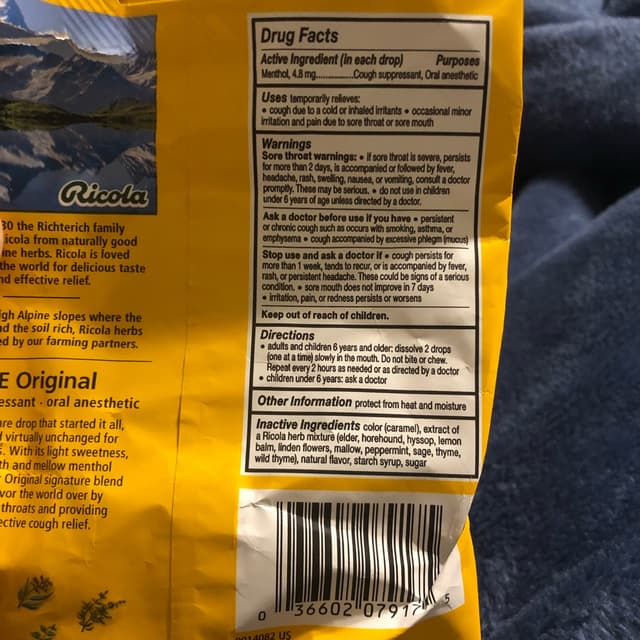 Ricola
30 the Richterich family
icola from naturally good
ine herbs. Ricola is loved
the world for delicious taste
nd effective relief.
igh Alpine slopes where the
nd the soil rich, Ricola herbs
ed by our farming partners.
E Original
essant · oral anesthetic
are drop that started it all,
virtually unchanged for
. With its light sweetness,
th and mellow menthol
Original signature blend
vor the world over by
throats and providing
ective cough relief.
Drug Facts
Active Ingredient (in each drop) Purposes
Menthol, 4.8 mg..............Cough suppressant, Oral anesthetic
Uses temporarily relieves:
• cough due to a cold or inhaled irritants • occasional minor
irritation and pain due to sore throat or sore mouth
Warnings
Sore throat warnings: • if sore throat is severe, persists
for more than 2 days, is accompanied or followed by fever,
headache, rash, swelling, nausea, or vomiting, consult a doctor
promptly. These may be serious. • do not use in children
under 6 years of age unless directed by a doctor.
Ask a doctor before use if you have • persistent
or chronic cough such as occurs with smoking, asthma, or
emphysema • cough accompanied by excessive phlegm (mucus)
Stop use and ask a doctor if • cough persists for
more than 1 week, tends to recur, or is accompanied by fever,
rash, or persistent headache. These could be signs of a serious
condition. • sore mouth does not improve in 7 days
• irritation, pain, or redness persists or worsens
Keep out of reach of children.
Directions
• adults and children 6 years and older: dissolve 2 drops
(one at a time) slowly in the mouth. Do not bite or chew.
Repeat every 2 hours as needed or as directed by a doctor
• children under 6 years: ask a doctor
Other Information protect from heat and moisture
Inactive Ingredients color (caramel), extract of
a Ricola herb mixture (elder, horehound, hyssop, lemon
balm, linden flowers, mallow, peppermint, sage, thyme,
wild thyme), natural flavor, starch syrup, sugar
0 36602 07917 5
US